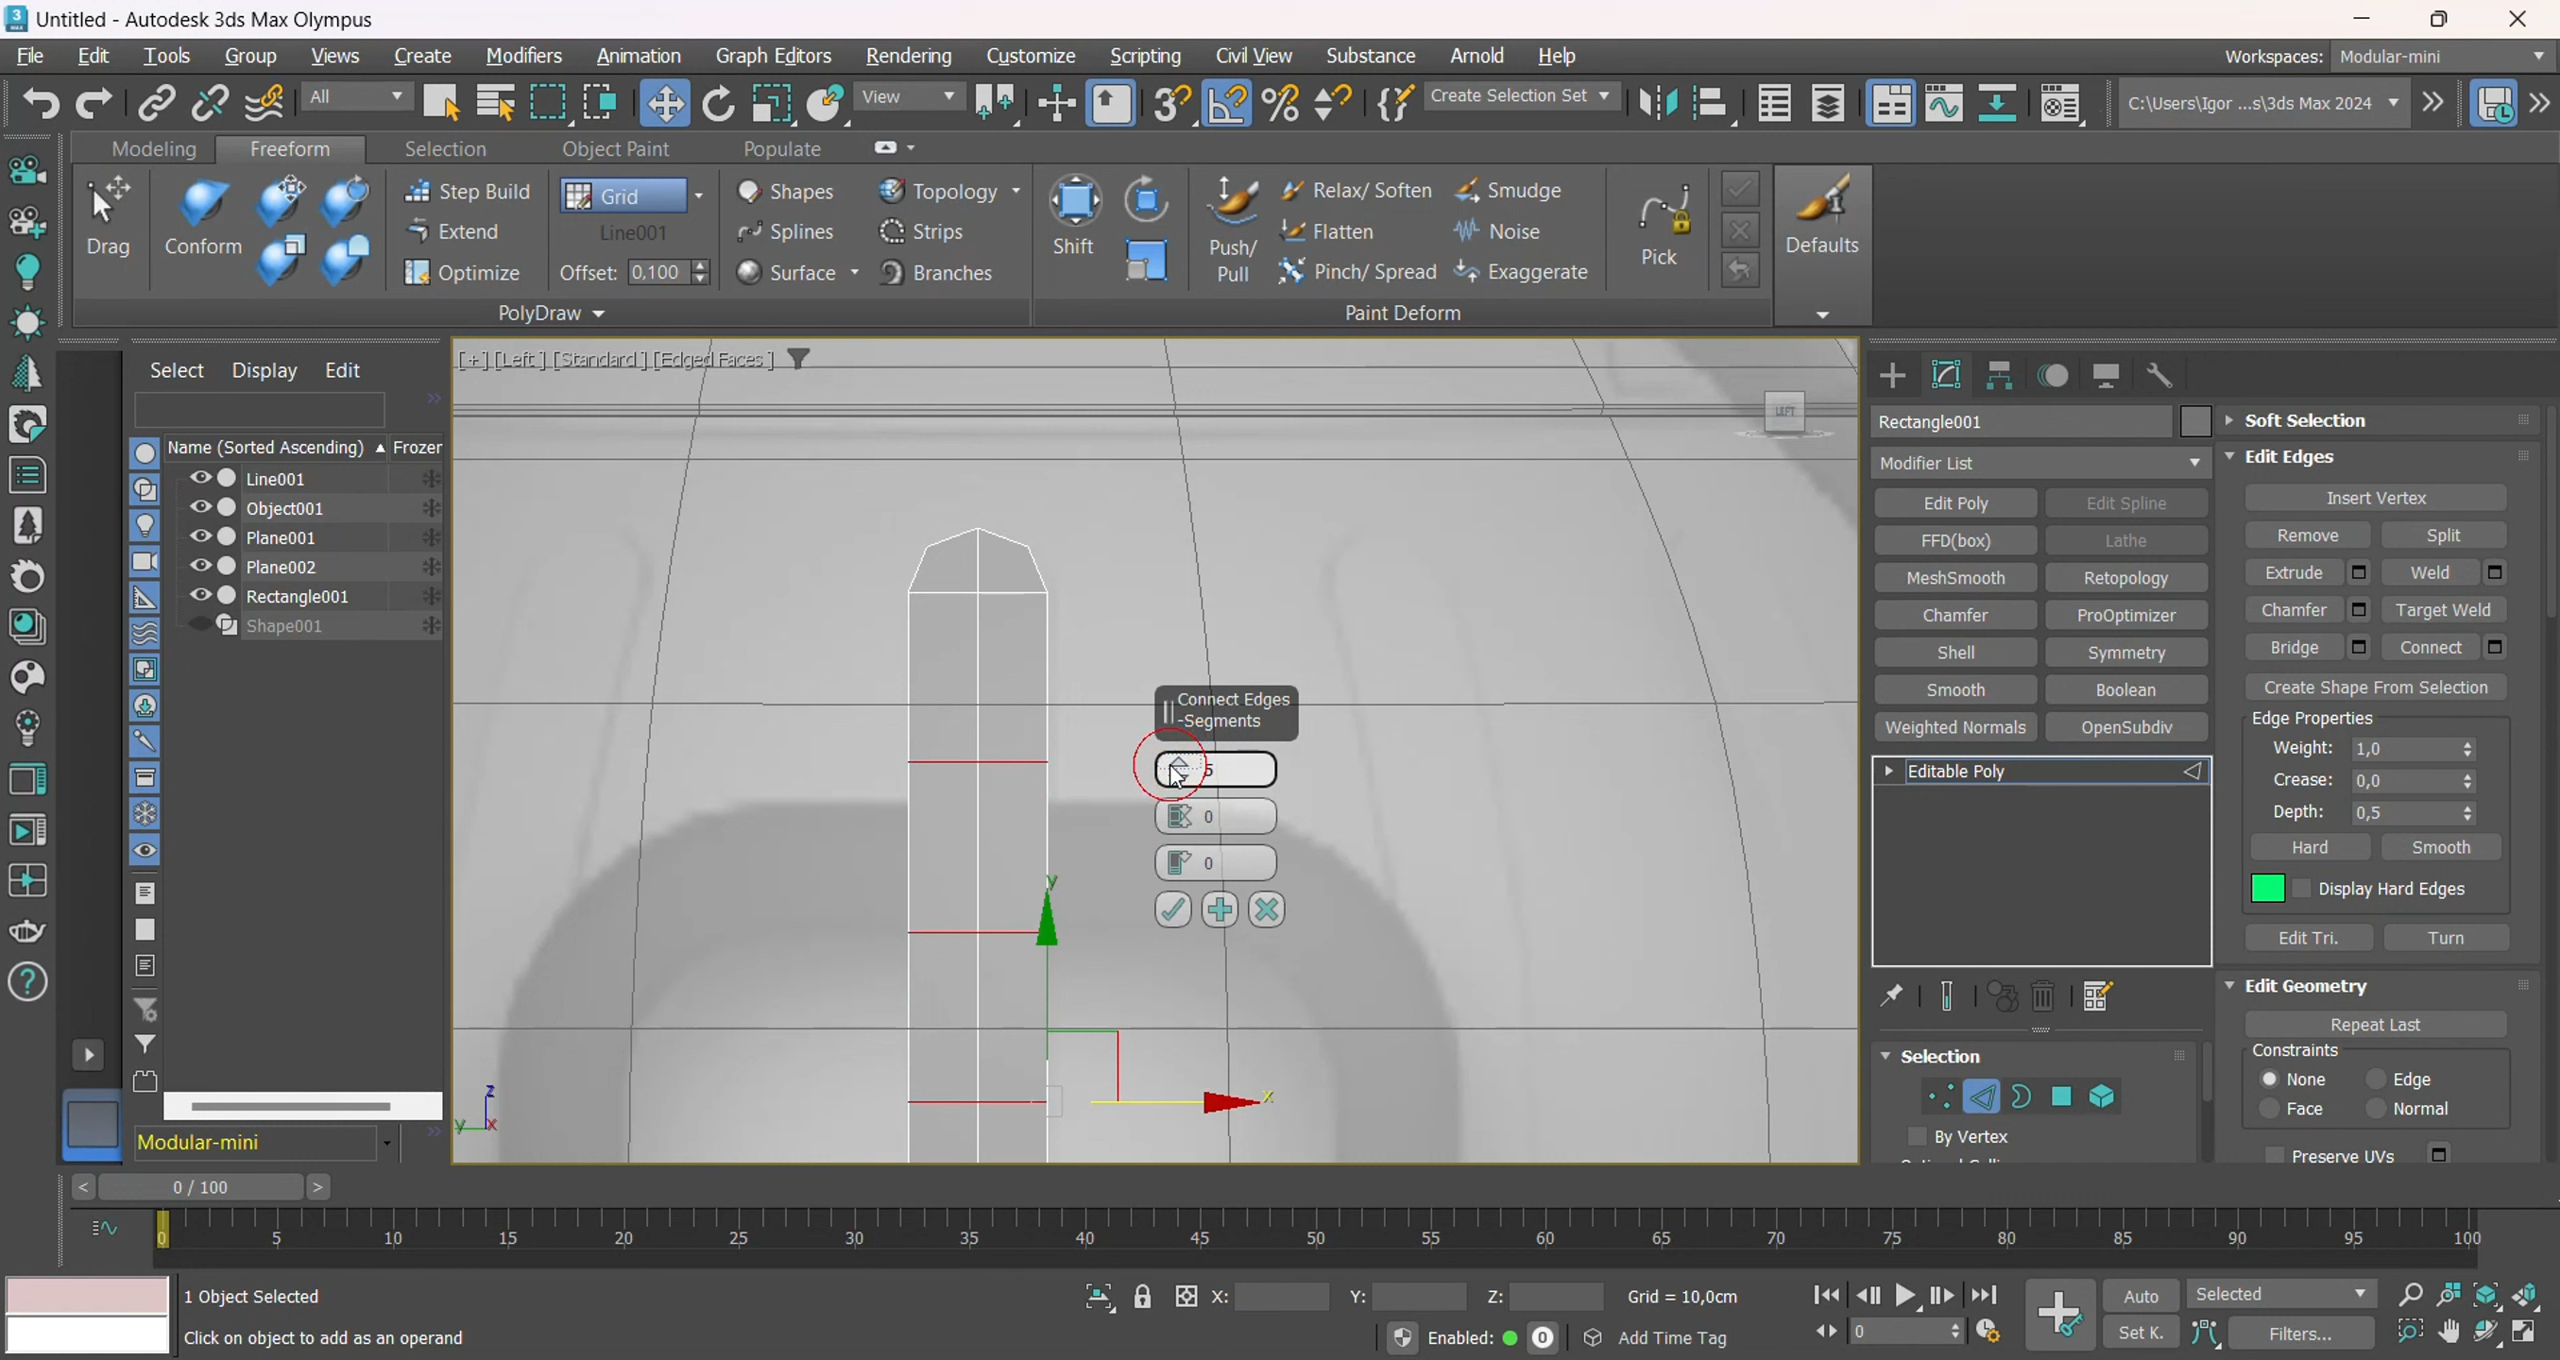 Untitled - Autodesk 3ds Max Olympus
File Edit Tools Group Views Create Modifiers Animation Graph Editors Rendering Customize Scripting Civil View Substance Arnold Help Workspaces: Modular-mini
All View Create Selection Set C:\Users\Igor ...s\3ds Max 2024
Modeling Freeform Selection Object Paint Populate
Step Build Grid Shapes Topology Relax/ Soften Smudge
Drag Conform Extend Line001 Splines Strips Shift Push/ Pull Flatten Noise Pick Defaults
Optimize Offset: 0,100 Surface Branches Pinch/ Spread Exaggerate
PolyDraw Paint Deform
Select Display Edit
[+] [Left ] [Standard ] [Edged Faces ]
LEFT
Name (Sorted Ascending) Frozen
Line001
Object001
Plane001
Plane002
Rectangle001
Shape001
Modular-mini
Connect Edges
-Segments
5
0
0
y
x
z
y x
Rectangle001
Modifier List
Edit Poly Edit Spline
FFD(box) Lathe
MeshSmooth Retopology
Chamfer ProOptimizer
Shell Symmetry
Smooth Boolean
Weighted Normals OpenSubdiv
Editable Poly
Selection
By Vertex
Soft Selection
Edit Edges
Insert Vertex
Remove Split
Extrude Weld
Chamfer Target Weld
Bridge Connect
Create Shape From Selection
Edge Properties
Weight: 1,0
Crease: 0,0
Depth: 0,5
Hard Smooth
Display Hard Edges
Edit Tri. Turn
Edit Geometry
Repeat Last
Constraints
None Edge
Face Normal
Preserve UVs
< 0 / 100 >
0 5 10 15 20 25 30 35 40 45 50 55 60 65 70 75 80 85 90 95 100
1 Object Selected X: Y: Z: Grid = 10,0cm Auto Selected
Click on object to add as an operand Enabled: 0 Add Time Tag 0 Set K. Filters...